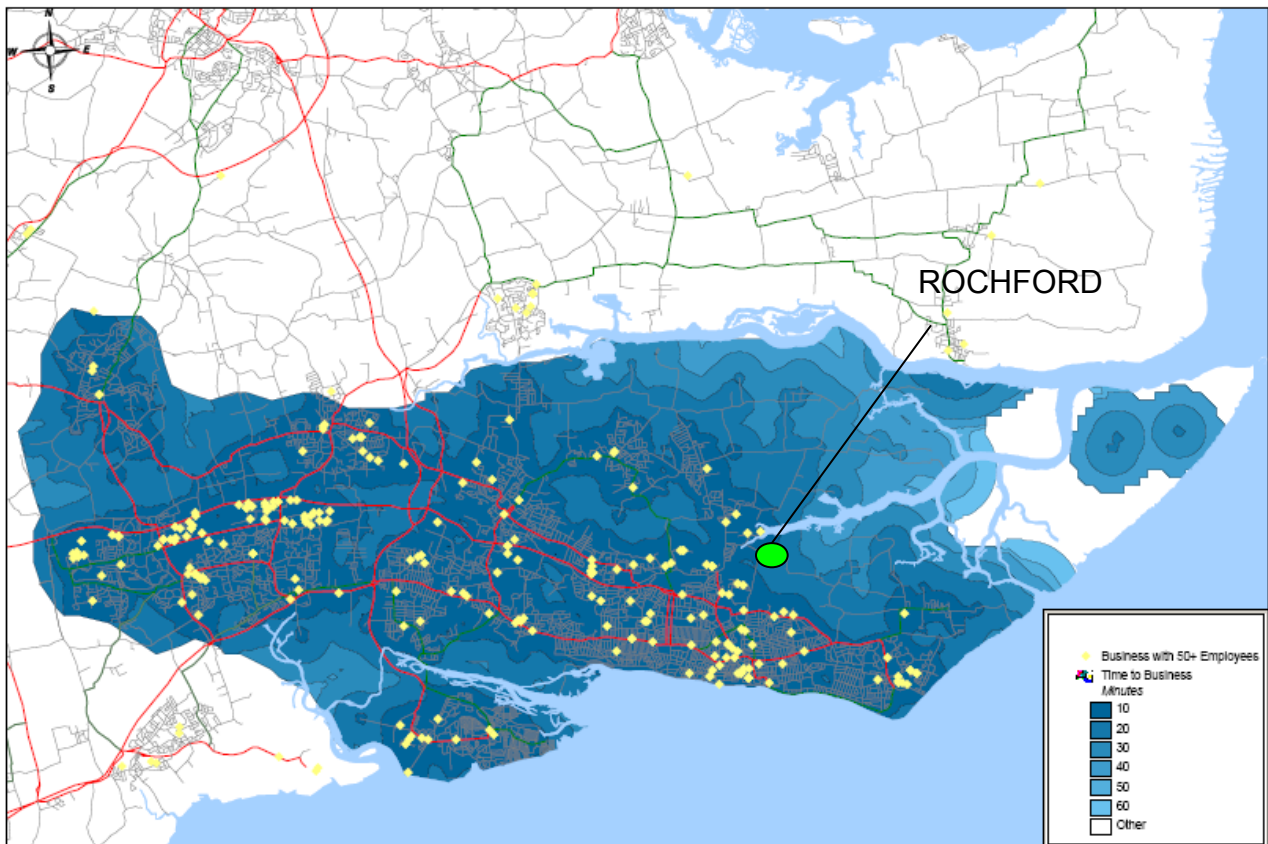 N
W E
S
ROCHFORD
Business with 50+ Employees
Time to Business
Minutes
10
20
30
40
50
60
Other